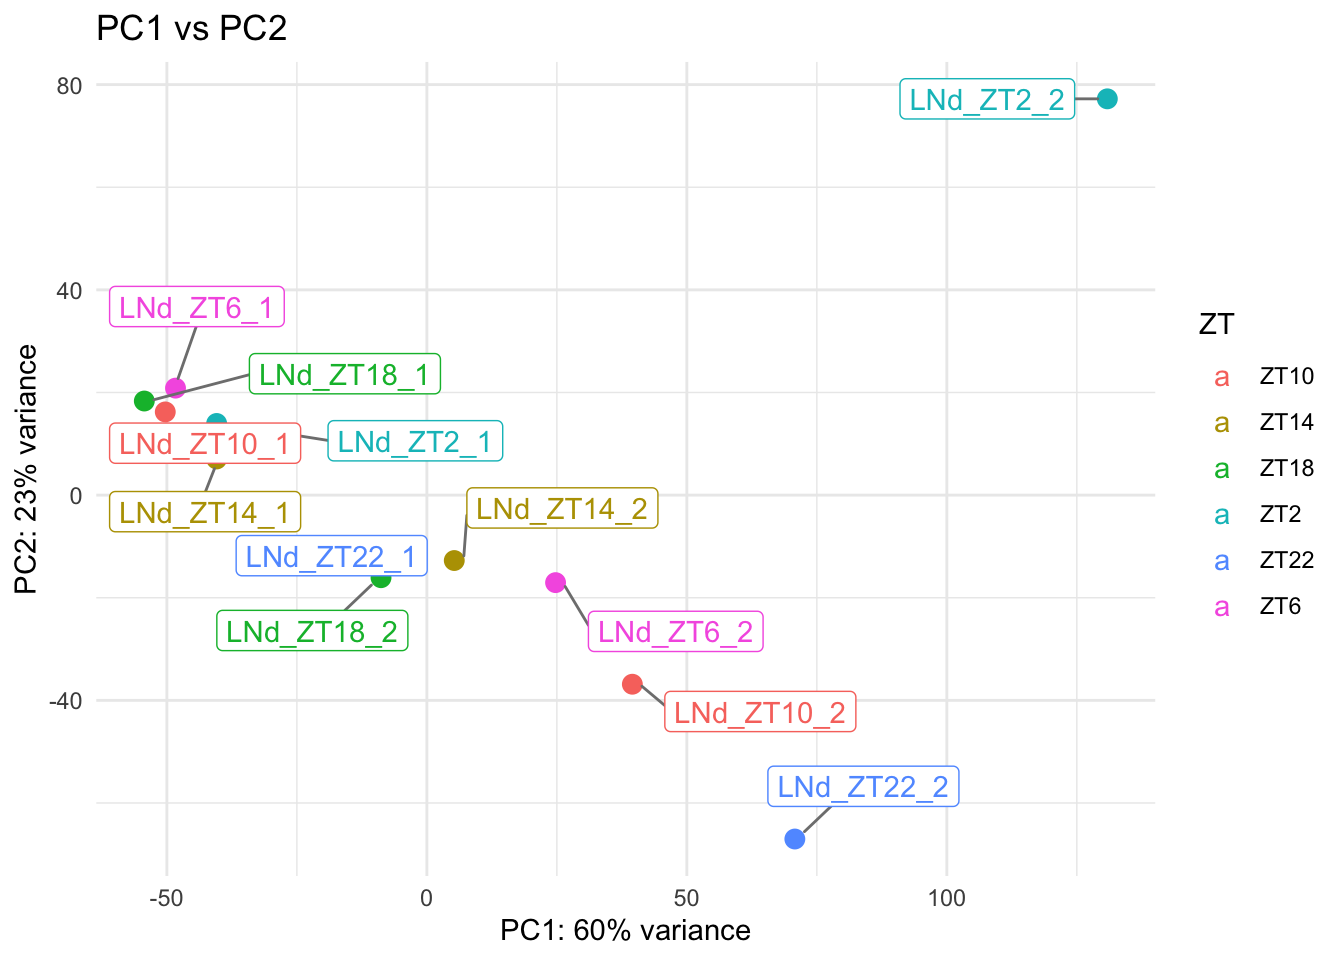 PC1 vs PC2
80
40
0
-40
PC2: 23% variance
LNd_ZT2_2
LNd_ZT6_1
LNd_ZT18_1
LNd_ZT10_1
LNd_ZT2_1
LNd_ZT14_1
LNd_ZT14_2
LNd_ZT22_1
LNd_ZT18_2
LNd_ZT6_2
LNd_ZT10_2
LNd_ZT22_2
-50
0
50
100
PC1: 60% variance
ZT
a ZT10
a ZT14
a ZT18
a ZT2
a ZT22
a ZT6